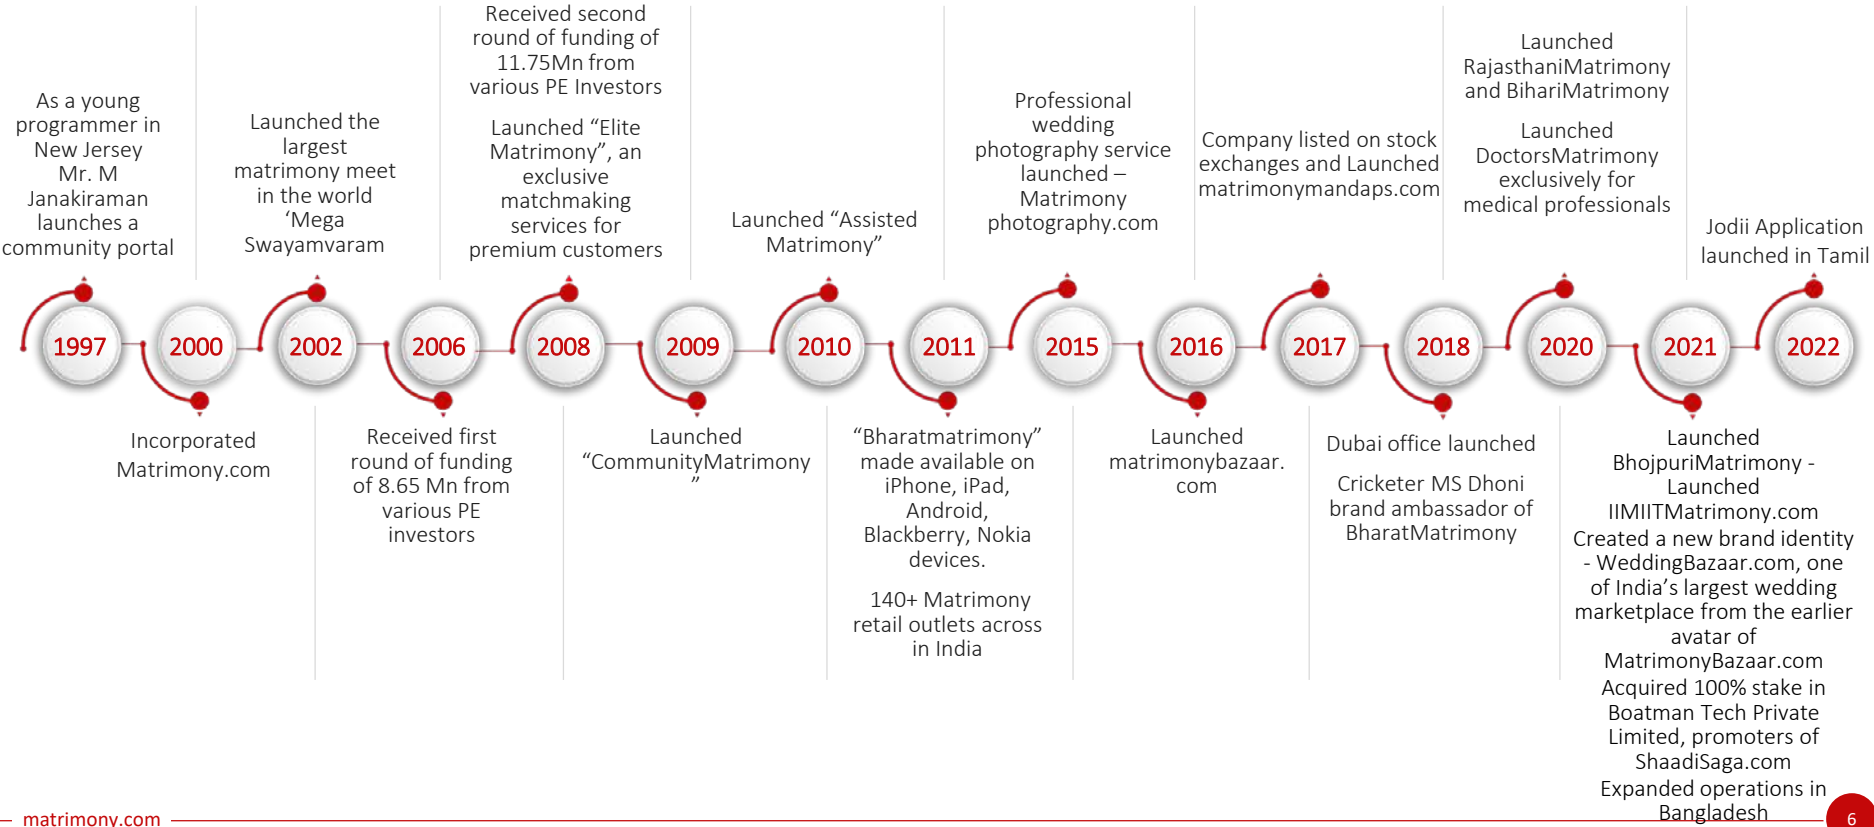 As a young
programmer in
New Jersey
Mr. M
Janakiraman
launches a
community portal
Launched the
largest
matrimony meet
in the world
‘Mega
Swayamvaram
Received second
round of funding of
11.75Mn from
various PE Investors
Launched “Elite
Matrimony”, an
exclusive
matchmaking
services for
premium customers
Launched “Assisted
Matrimony”
Professional
wedding
photography service
launched –
Matrimony
photography.com
Company listed on stock
exchanges and Launched
matrimonymandaps.com
Launched
RajasthaniMatrimony
and BihariMatrimony
Launched
DoctorsMatrimony
exclusively for
medical professionals
Jodii Application
launched in Tamil
1997
2000
2002
2006
2008
2009
2010
2011
2015
2016
2017
2018
2020
2021
2022
Incorporated
Matrimony.com
Received first
round of funding
of 8.65 Mn from
various PE
investors
Launched
“CommunityMatrimony
”
“Bharatmatrimony”
made available on
iPhone, iPad,
Android,
Blackberry, Nokia
devices.
140+ Matrimony
retail outlets across
in India
Launched
matrimonybazaar.
com
Dubai office launched
Cricketer MS Dhoni
brand ambassador of
BharatMatrimony
Launched
BhojpuriMatrimony -
Launched
IIMIITMatrimony.com
Created a new brand identity
- WeddingBazaar.com, one
of India’s largest wedding
marketplace from the earlier
avatar of
MatrimonyBazaar.com
Acquired 100% stake in
Boatman Tech Private
Limited, promoters of
ShaadiSaga.com
Expanded operations in
Bangladesh
matrimony.com
6